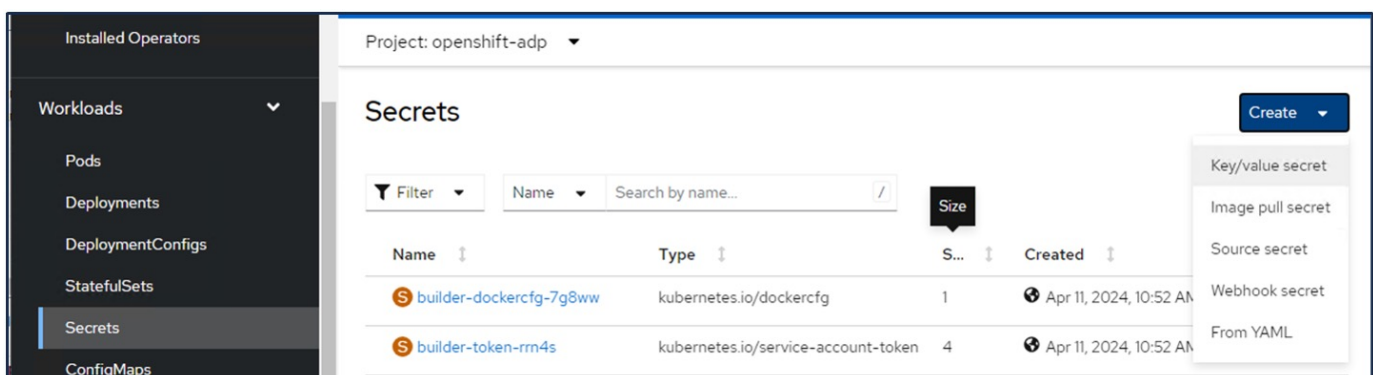 Installed Operators
Workloads
Pods
Deployments
DeploymentConfigs
StatefulSets
Secrets
ConfigMaps
Project: openshift-adp
Secrets
Create
Key/value secret
Image pull secret
Source secret
Webhook secret
From YAML
Filter
Name
Search by name...
/
Size
Name Type S... Created
S builder-dockercfg-7g8ww kubernetes.io/dockercfg 1 Apr 11, 2024, 10:52 AM
S builder-token-rrn4s kubernetes.io/service-account-token 4 Apr 11, 2024, 10:52 AM